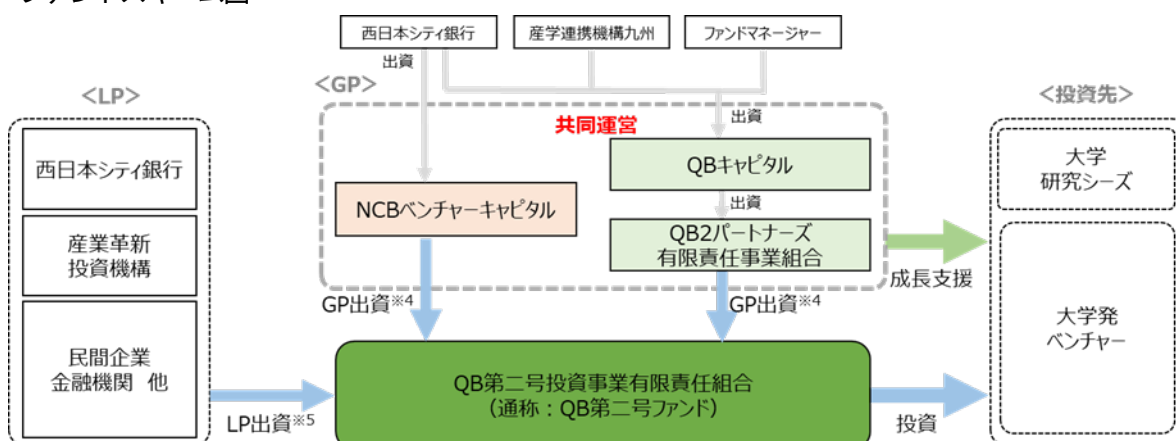 西日本シティ銀行
産学連携機構九州
ファンドマネージャー
出資
<GP>
<LP>
<投資先>
共同運営
出資
西日本シティ銀行
産業革新
投資機構
民間企業
金融機関 他
NCBベンチャーキャピタル
QBキャピタル
出資
QB2パートナーズ
有限責任事業組合
大学
研究シーズ
成長支援
大学発
ベンチャー
GP出資※4
GP出資※4
QB第二号投資事業有限責任組合
(通称:QB第二号ファンド)
LP出資※5
投資